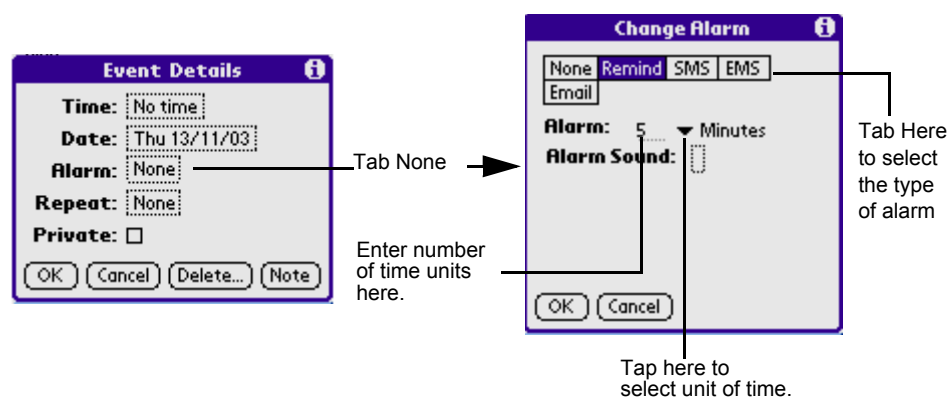 Event Details
Time: No time
Date: Thu 13/11/03
Alarm: None
Repeat: None
Private:
OK Cancel Delete... Note
Tab None
Enter number
of time units
here.
Change Alarm
None Remind SMS EMS
Email
Alarm: 5 Minutes
Alarm Sound:
OK Cancel
Tab Here
to select
the type
of alarm
Tap here to
select unit of time.